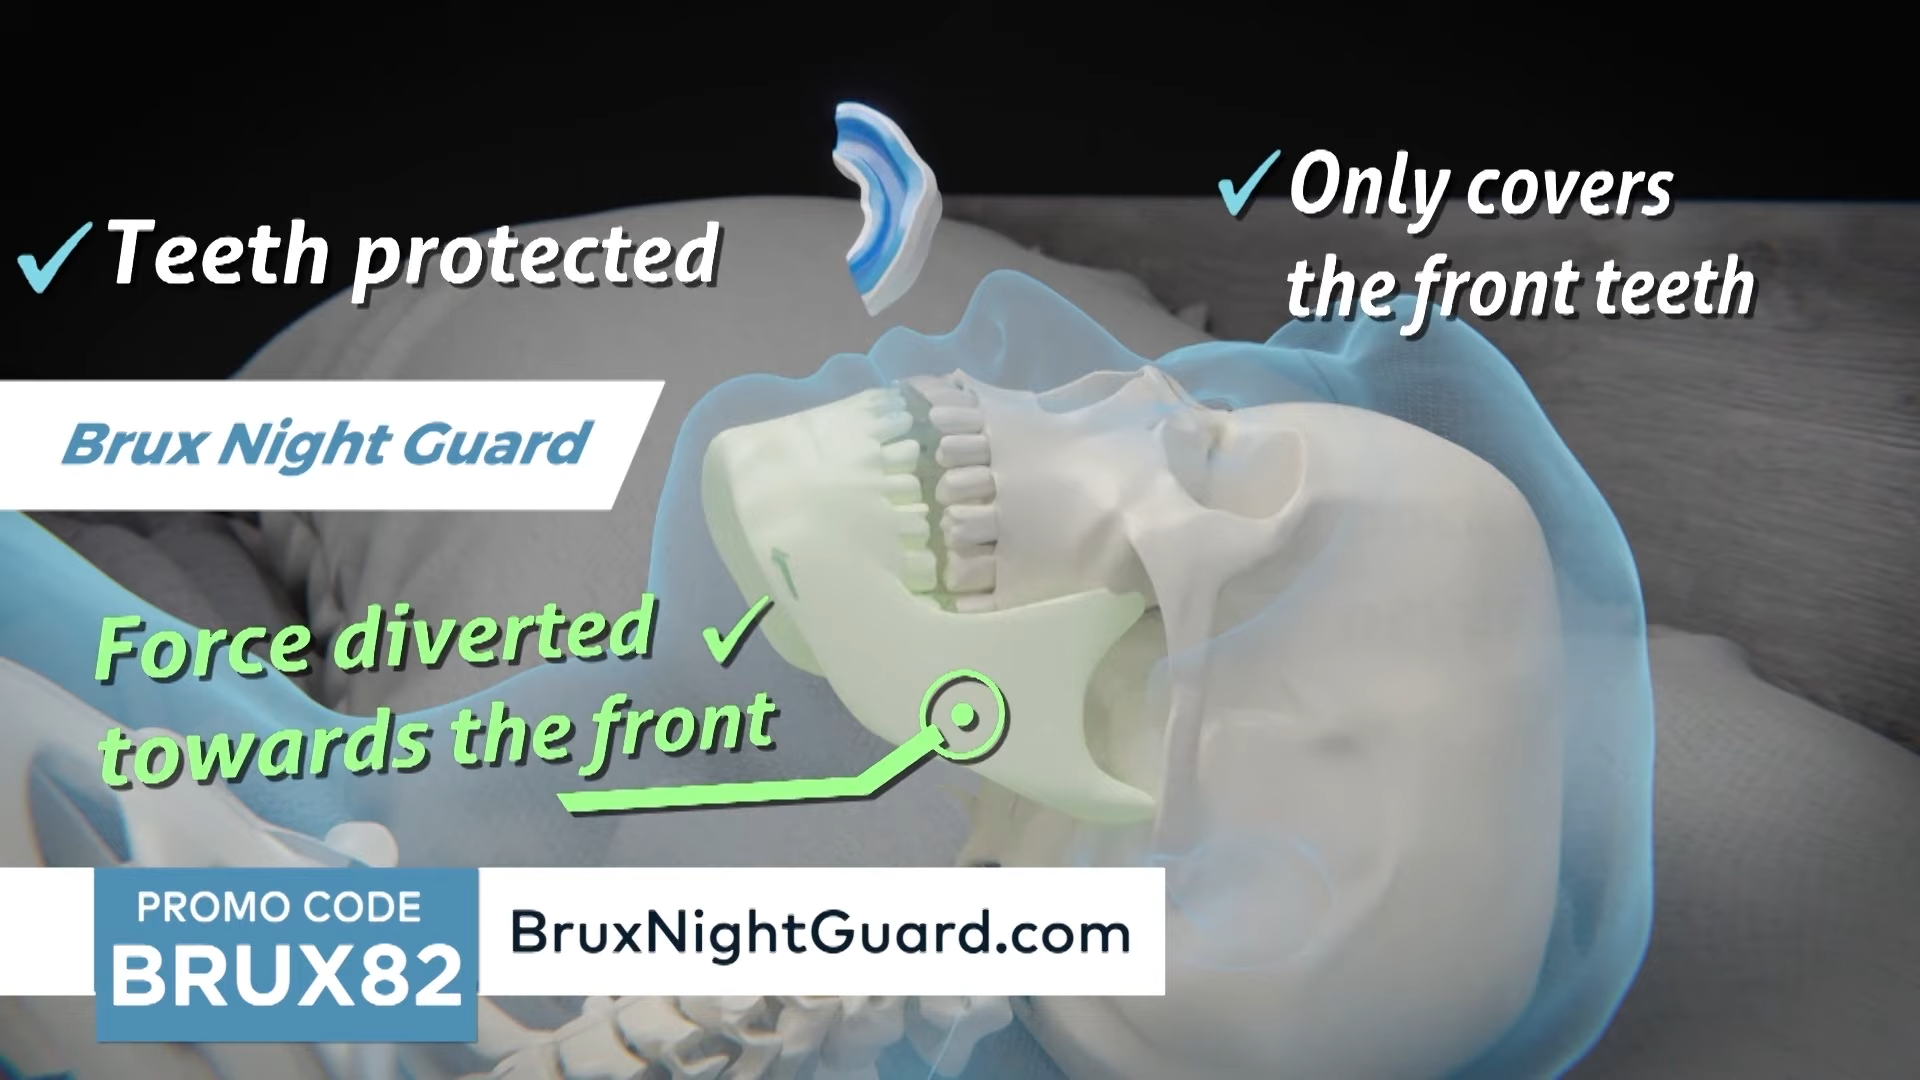 ✓ Teeth protected
✓ Only covers
the front teeth
Brux Night Guard
Force diverted ✓
towards the front
PROMO CODE
BRUX82
BruxNightGuard.com